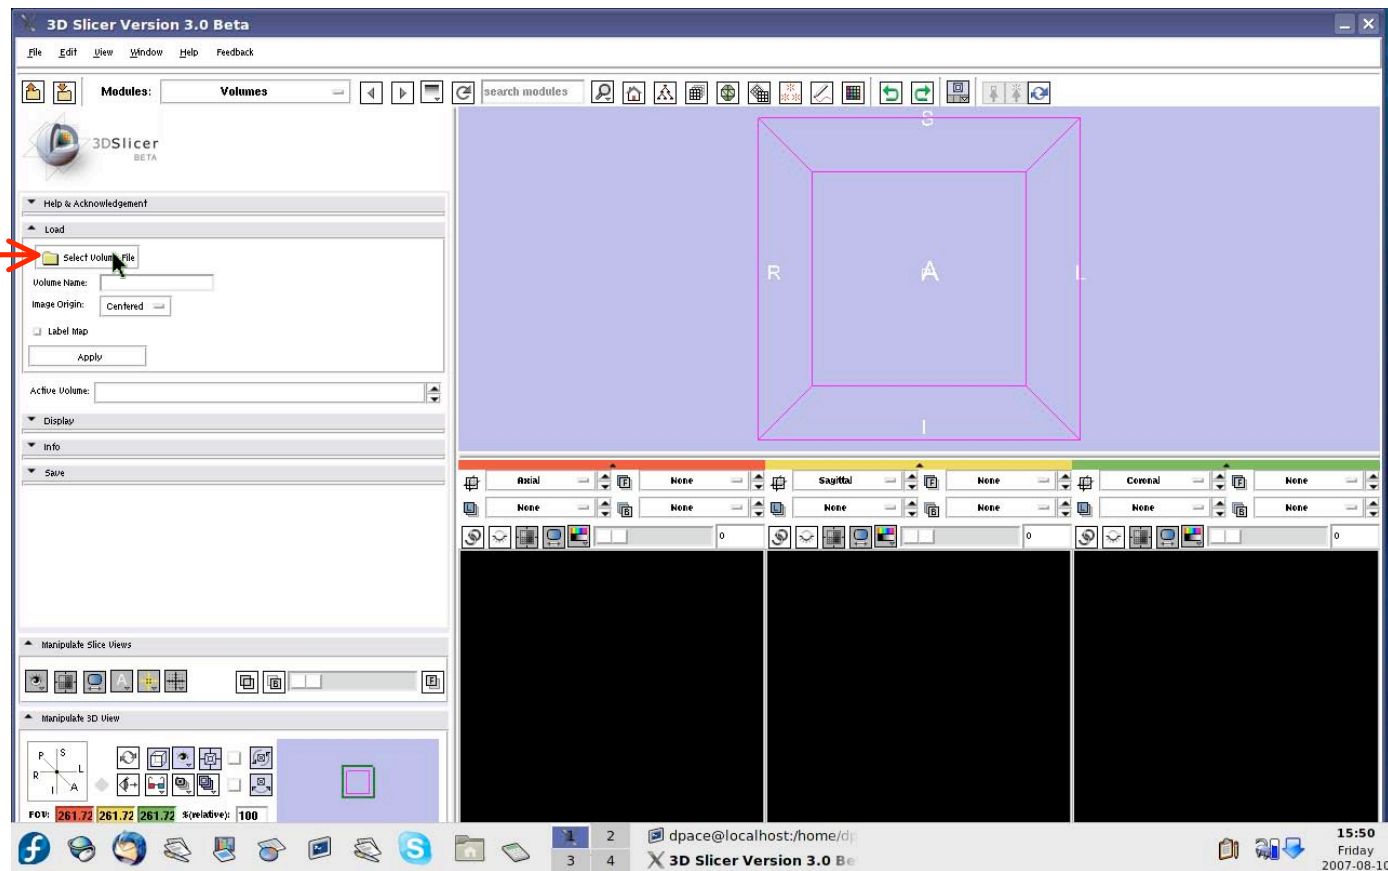 3D Slicer Version 3.0 Beta
File Edit View Window Help Feedback
Modules: Volumes search modules
3DSlicer
BETA
Help & Acknowledgement
Load
Select Volume File
Volume Name:
Image Origin: Centered
Label Map
Apply
Active Volume:
Display
Info
Save
S
R A L
I
Axial F None Sagittal F None Coronal F None
L None B None L None B None L None B None
0 0 0
Manipulate Slice Views
A B F
Manipulate 3D View
P S
R L
I A
FOV: 261.72 261.72 261.72 %(relative): 100
1 2
3 4
dpace@localhost:/home/dp
3D Slicer Version 3.0 Be
15:50
Friday
2007-08-10